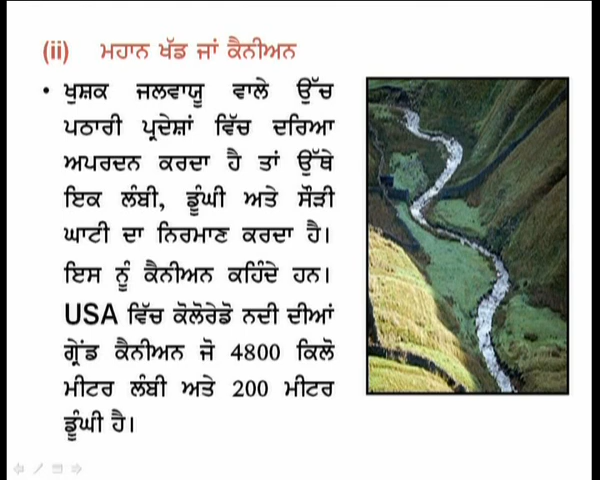 (ii) ਮਹਾਨ ਖੱਡ ਜਾਂ ਕੈਨੀਅਨ
• ਖੁਸ਼ਕ ਜਲਵਾਯੂ ਵਾਲੇ ਉੱਚ
ਪਠਾਰੀ ਪ੍ਰਦੇਸ਼ਾਂ ਵਿੱਚ ਦਰਿਆ
ਅਪਰਦਨ ਕਰਦਾ ਹੈ ਤਾਂ ਉੱਥੇ
ਇਕ ਲੰਬੀ, ਡੂੰਘੀ ਅਤੇ ਸੌੜੀ
ਘਾਟੀ ਦਾ ਨਿਰਮਾਣ ਕਰਦਾ ਹੈ।
ਇਸ ਨੂੰ ਕੈਨੀਅਨ ਕਹਿੰਦੇ ਹਨ।
USA ਵਿੱਚ ਕੋਲੋਰੇਡੋ ਨਦੀ ਦੀਆਂ
ਗ੍ਰੇਂਡ ਕੈਨੀਅਨ ਜੋ 4800 ਕਿਲੋ
ਮੀਟਰ ਲੰਬੀ ਅਤੇ 200 ਮੀਟਰ
ਡੂੰਘੀ ਹੈ।